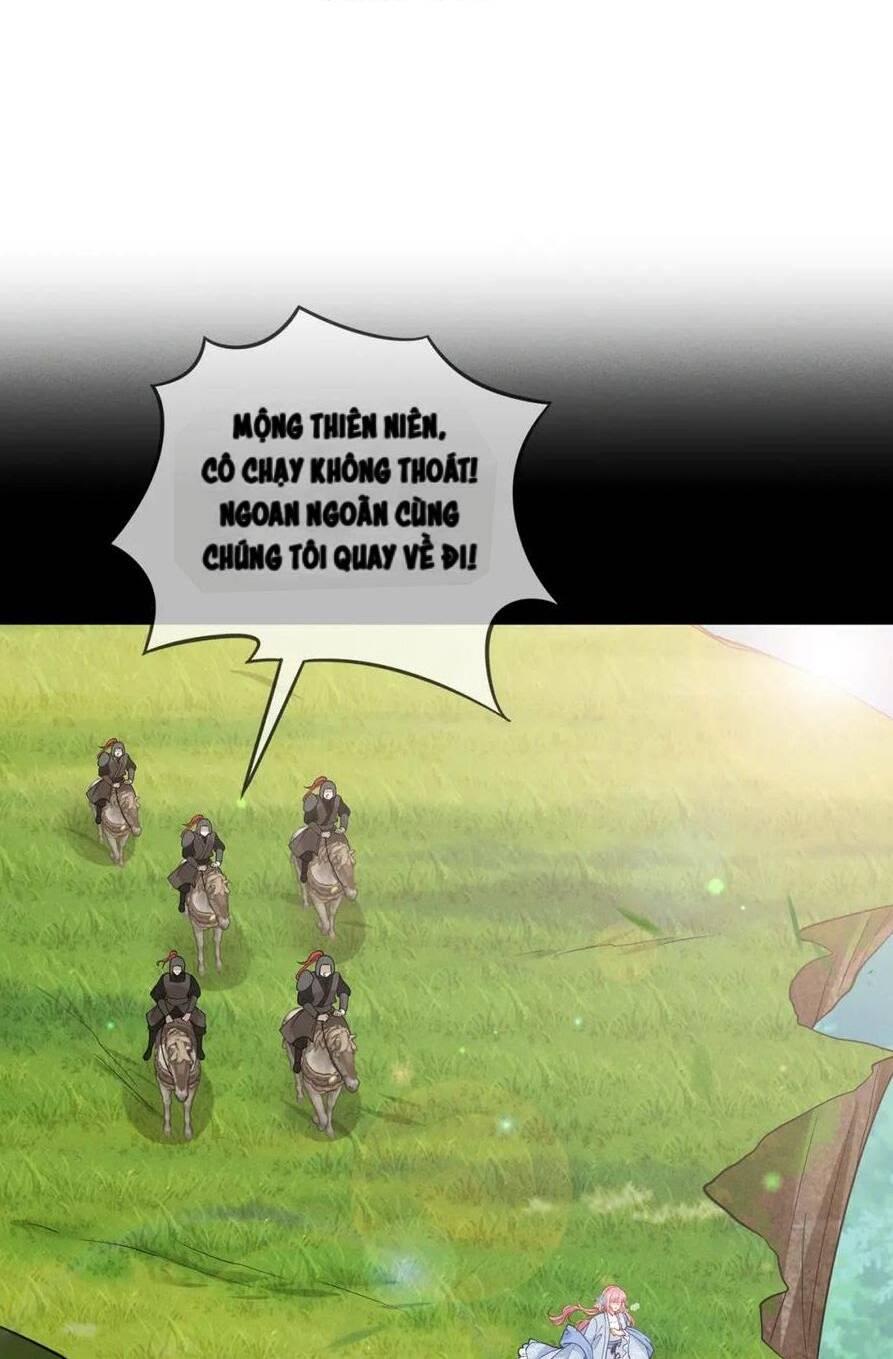 MỘNG THIÊN NIÊN,
CÔ CHẠY KHÔNG THOÁT!
NGOAN NGOÃN CÙNG
CHÚNG TÔI QUAY VỀ ĐI!